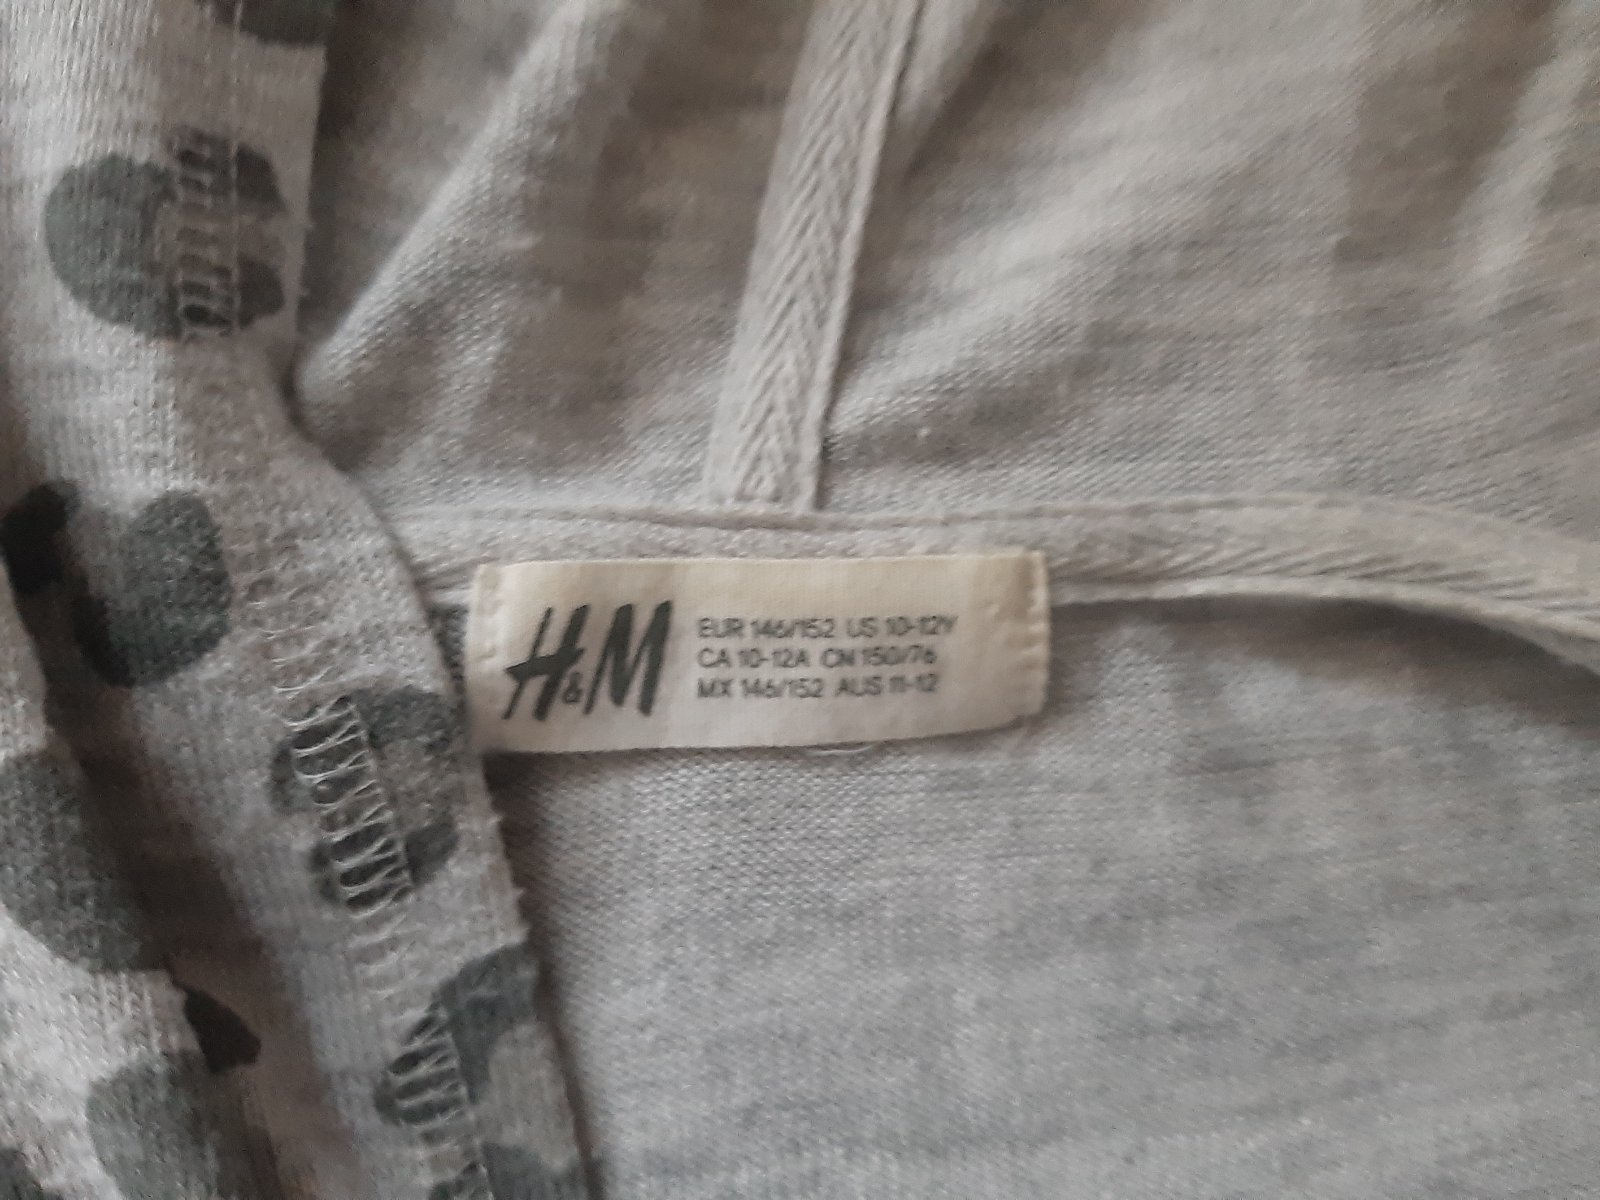 H&M
EUR 146/152 US 10-12Y
CA 10-12A CN 150/76
MX 146/152 AUS 11-12